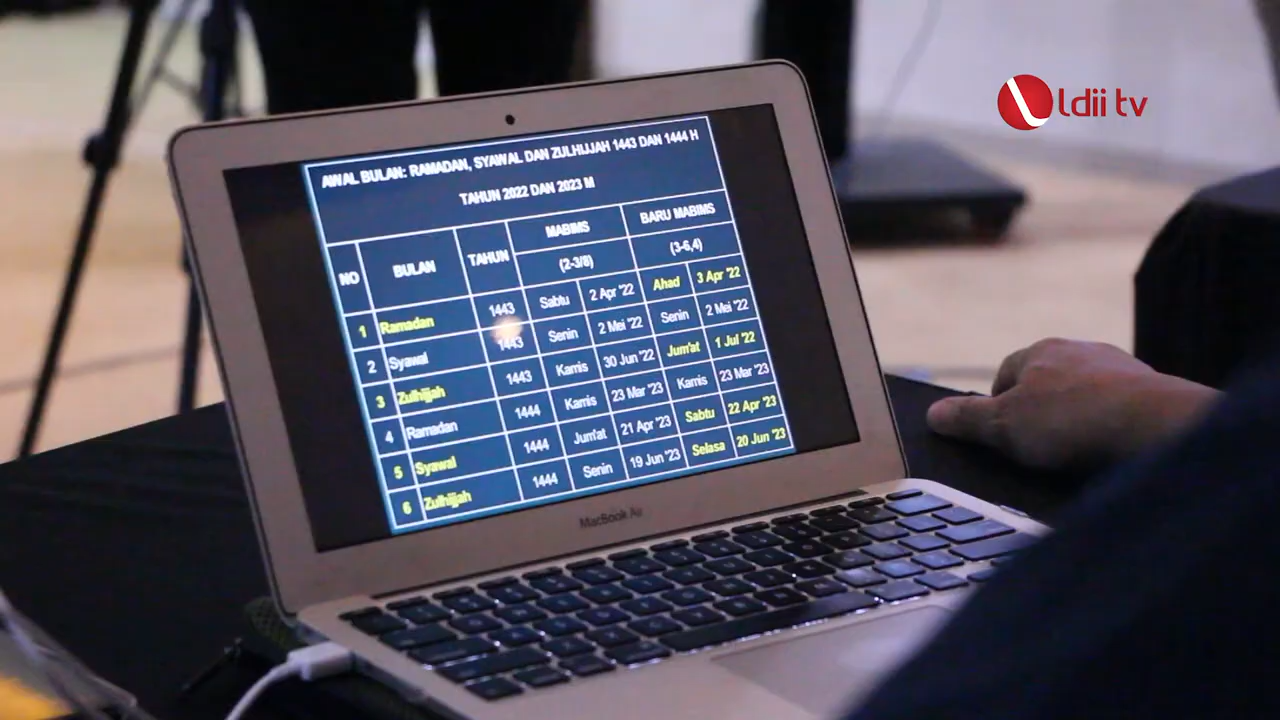 ldii tv
AWAL BULAN: RAMADAN, SYAWAL DAN ZULHIJJAH 1443 DAN 1444 H
TAHUN 2022 DAN 2023 M
NO BULAN TAHUN MABIMS BARU MABIMS
(2-3/8) (3-6,4)
1 Ramadan 1443 Sabtu 2 Apr '22 Ahad 3 Apr '22
2 Syawal 1443 Senin 2 Mei '22 Senin 2 Mei '22
3 Zulhijjah 1443 Kamis 30 Jun '22 Jum'at 1 Jul '22
4 Ramadan 1444 Kamis 23 Mar '23 Kamis 23 Mar '23
5 Syawal 1444 Jum'at 21 Apr '23 Sabtu 22 Apr '23
6 Zulhijjah 1444 Senin 19 Jun '23 Selasa 20 Jun '23
MacBook Air